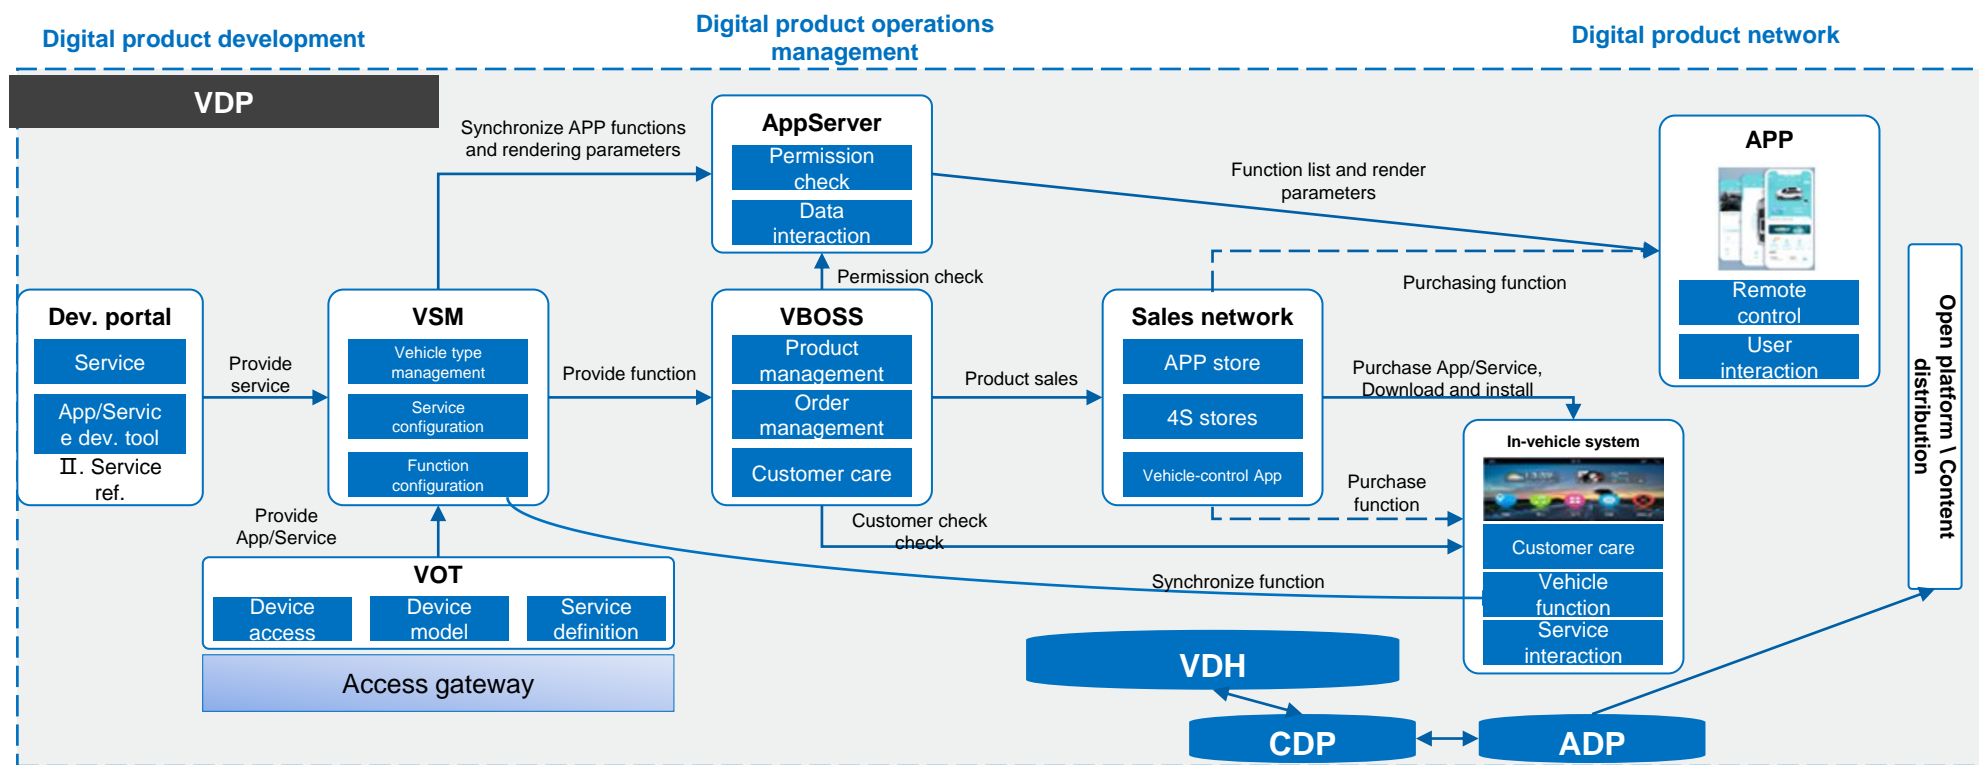 Digital product development
Digital product operations
management
Digital product network
VDP
Synchronize APP functions
and rendering parameters
AppServer
Permission
check
Data
interaction
Function list and render
parameters
APP
Remote
control
User
interaction
Permission check
Purchasing function
Open platform \ Content
distribution
Dev. portal
Service
App/Servic
e dev. tool
Ⅱ. Service
ref.
Provide
service
VSM
Vehicle type
management
Service
configuration
Function
configuration
Provide function
VBOSS
Product
management
Order
management
Customer care
Product sales
Sales network
APP store
4S stores
Vehicle-control App
Purchase App/Service,
Download and install
Purchase
function
In-vehicle system
Customer care
Vehicle
function
Service
interaction
Provide
App/Service
Customer check
check
Synchronize function
VOT
Device
access
Device
model
Service
definition
Access gateway
VDH
CDP
ADP